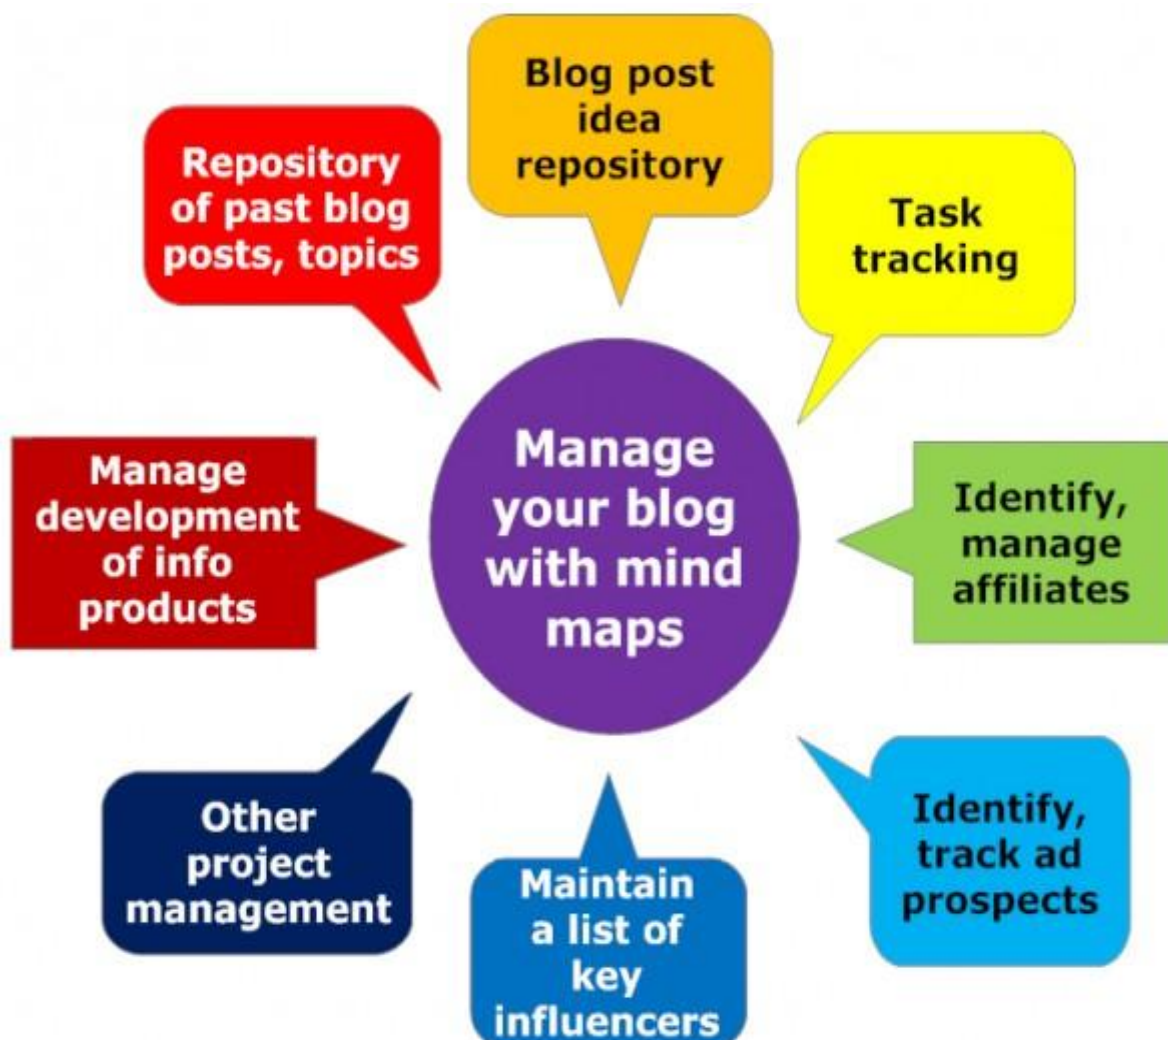 Blog post
idea
repository
Task
tracking
Identify,
manage
affiliates
Identify,
track ad
prospects
Maintain
a list of
key
influencers
Other
project
management
Manage
development
of info
products
Repository
of past blog
posts, topics
Manage
your blog
with mind
maps